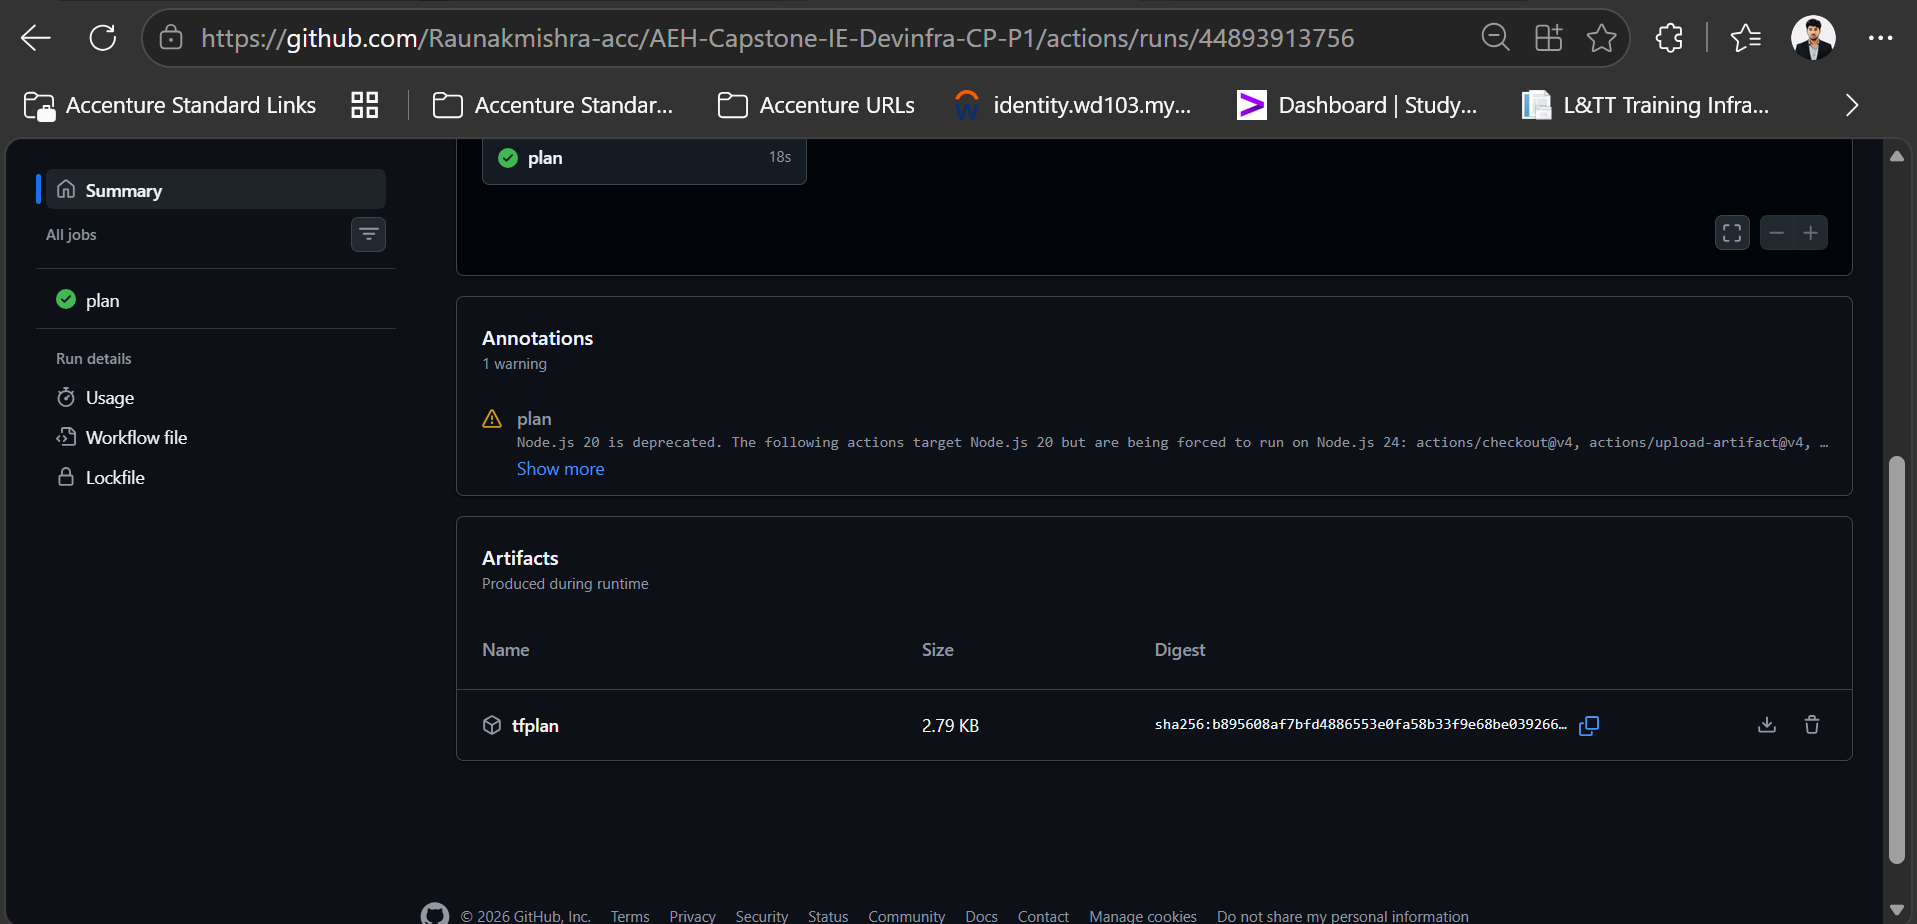 https://github.com/Raunakmishra-acc/AEH-Capstone-IE-Devinfra-CP-P1/actions/runs/44893913756
Accenture Standard Links
Accenture Standar...
Accenture URLs
identity.wd103.my...
Dashboard | Study...
L&TT Training Infra...
plan
18s
Summary
All jobs
plan
Run details
Usage
Workflow file
Lockfile
Annotations
1 warning
plan
Node.js 20 is deprecated. The following actions target Node.js 20 but are being forced to run on Node.js 24: actions/checkout@v4, actions/upload-artifact@v4, …
Show more
Artifacts
Produced during runtime
Name Size Digest
tfplan 2.79 KB sha256:b895608af7bfd4886553e0fa58b33f9e68be039266…
© 2026 GitHub, Inc. Terms Privacy Security Status Community Docs Contact Manage cookies Do not share my personal information